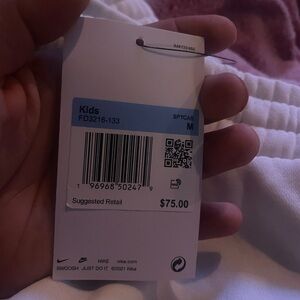 Kids
FD3216-133
M
1 96968 50247 9
Suggested Retail
$75.00
NIKE nike.com
SWOOSH JUST DO IT ©2021 Nike